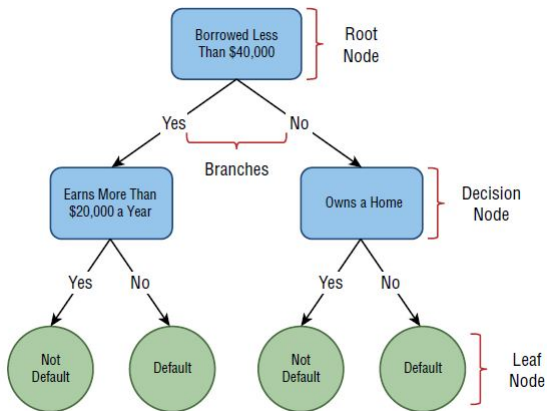 Borrowed Less
Than $40,000
Root
Node
Yes
No
Branches
Earns More Than
$20,000 a Year
Owns a Home
Decision
Node
Yes
No
Yes
No
Not
Default
Default
Not
Default
Default
Leaf
Node